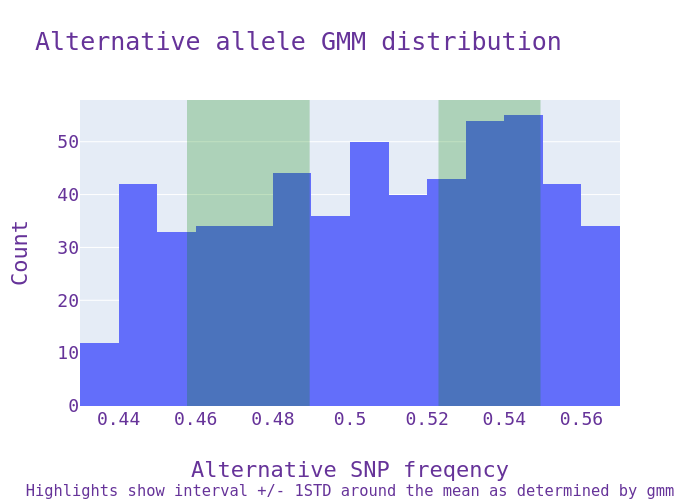 Alternative allele GMM distribution
50
40
30
20
10
0
Count
0.44 0.46 0.48 0.5 0.52 0.54 0.56
Alternative SNP freqency
Highlights show interval +/- 1STD around the mean as determined by gmm